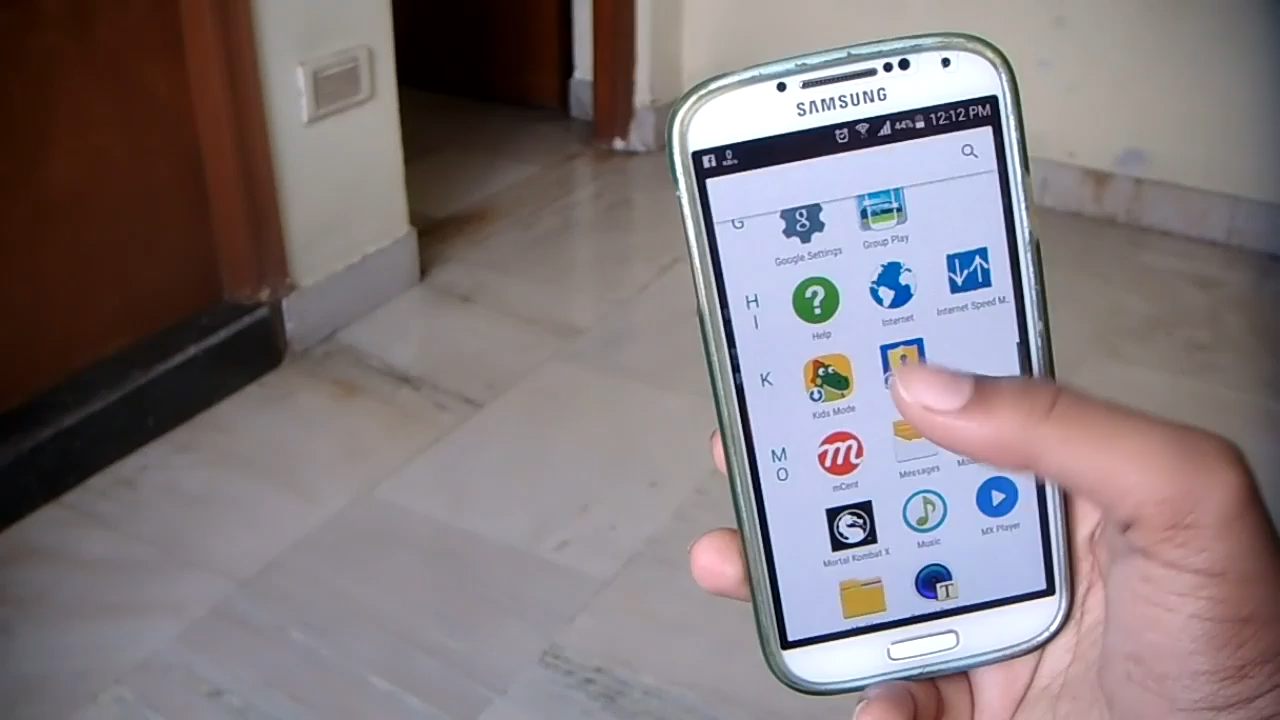 SAMSUNG
0 44% 12:12 PM
G
Google Settings Group Play
H
I
Help Internet Internet Speed M..
K
Kids Mode
M
O
mCent Messages
Mortal Kombat X Music MX Player
T